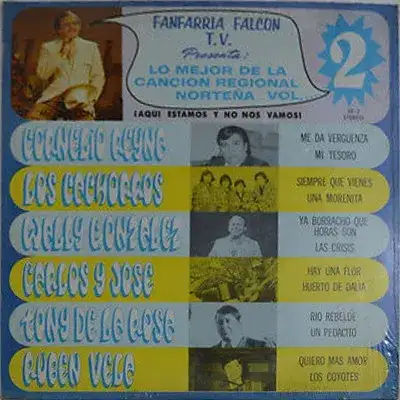 FANFARRIA FALCON
T.V.
Presenta:
LO MEJOR DE LA
CANCION REGIONAL
NORTEÑA VOL.
2
STEREO
¡AQUI ESTAMOS Y NO NOS VAMOS!
CORNELIO REYNA
ME DA VERGUENZA
MI TESORO
LOS CACHORROS
SIEMPRE QUE VIENES
UNA MORENITA
WALLY GONZALEZ
YA BORRACHO QUE
HORAS SON
LAS CRISIS
CARLOS Y JOSE
HAY UNA FLOR
HUERTO DE DALIA
TONY DE LA ROSA
RIO REBELDE
UN PEDACITO
RUBEN VELA
QUIERO MAS AMOR
LOS COYOTES